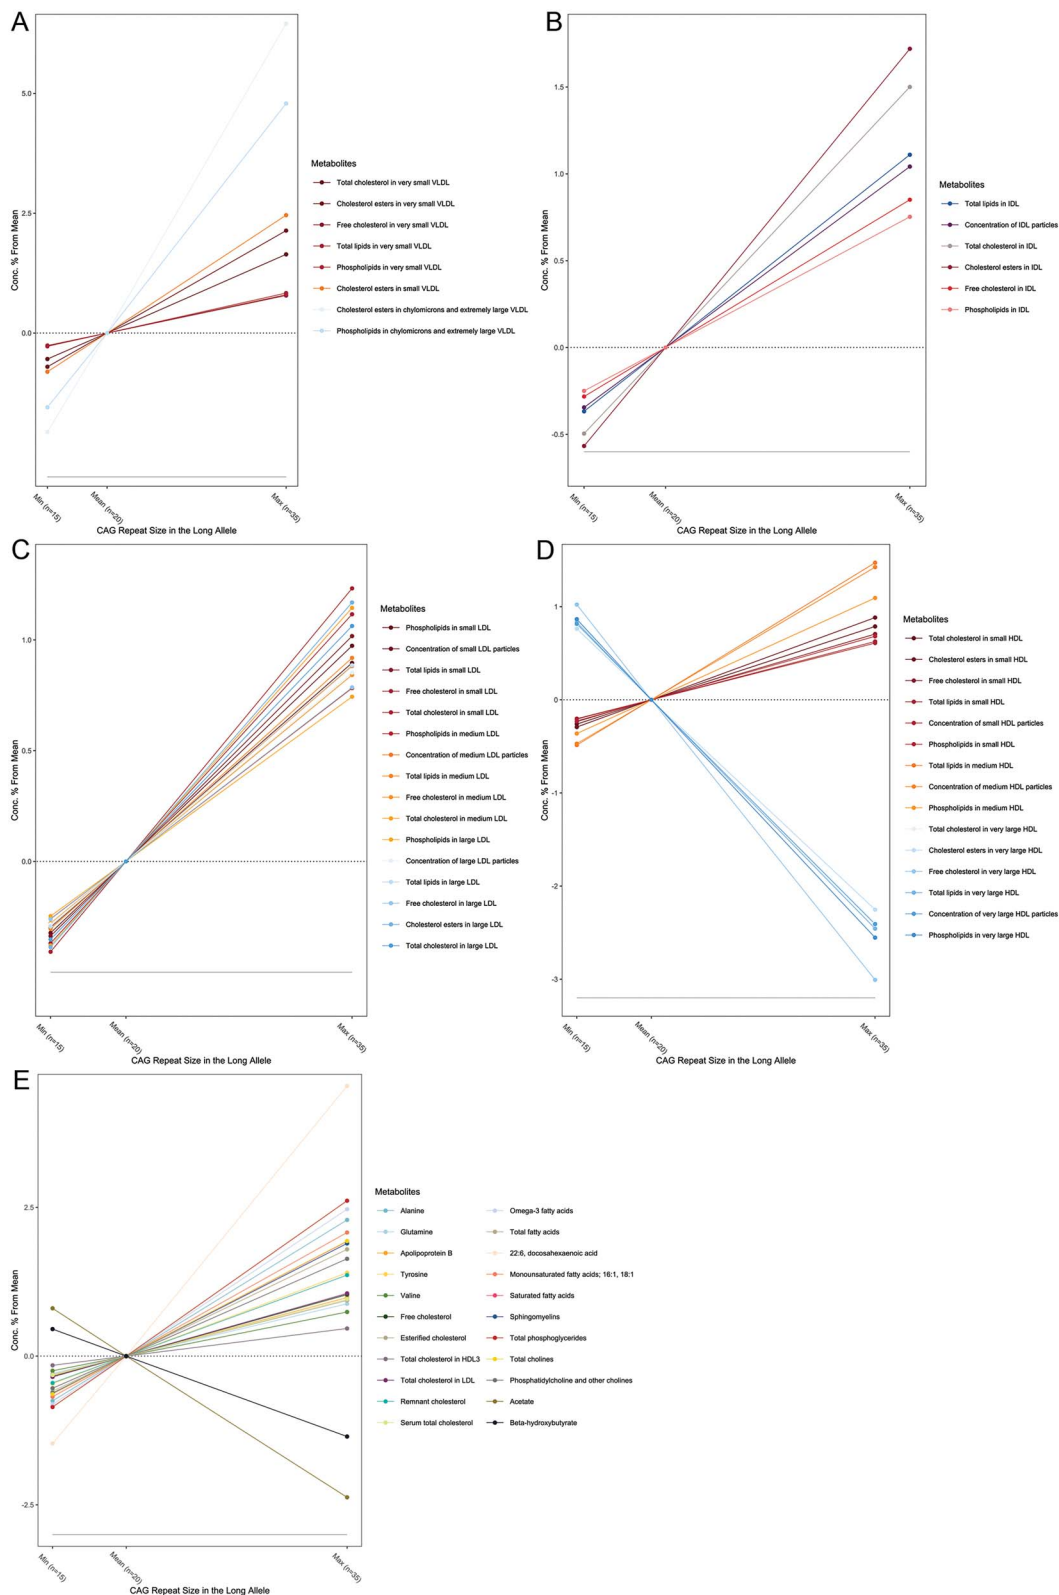 A
5.0
2.5
0.0
Conc. % From Mean
Min (n=15)
Mean (n=20)
Max (n=35)
CAG Repeat Size in the Long Allele
Metabolites
Total cholesterol in very small VLDL
Cholesterol esters in very small VLDL
Free cholesterol in very small VLDL
Total lipids in very small VLDL
Phospholipids in very small VLDL
Cholesterol esters in small VLDL
Cholesterol esters in chylomicrons and extremely large VLDL
Phospholipids in chylomicrons and extremely large VLDL
B
1.5
1.0
0.5
0.0
-0.5
Conc. % From Mean
Min (n=15)
Mean (n=20)
Max (n=35)
CAG Repeat Size in the Long Allele
Metabolites
Total lipids in IDL
Concentration of IDL particles
Total cholesterol in IDL
Cholesterol esters in IDL
Free cholesterol in IDL
Phospholipids in IDL
C
1.0
0.5
0.0
Conc. % From Mean
Min (n=15)
Mean (n=20)
Max (n=35)
CAG Repeat Size in the Long Allele
Metabolites
Phospholipids in small LDL
Concentration of small LDL particles
Total lipids in small LDL
Free cholesterol in small LDL
Total cholesterol in small LDL
Phospholipids in medium LDL
Concentration of medium LDL particles
Total lipids in medium LDL
Free cholesterol in medium LDL
Total cholesterol in medium LDL
Phospholipids in large LDL
Concentration of large LDL particles
Total lipids in large LDL
Free cholesterol in large LDL
Cholesterol esters in large LDL
Total cholesterol in large LDL
D
1
0
-1
-2
-3
Conc. % From Mean
Min (n=15)
Mean (n=20)
Max (n=35)
CAG Repeat Size in the Long Allele
Metabolites
Total cholesterol in small HDL
Cholesterol esters in small HDL
Free cholesterol in small HDL
Total lipids in small HDL
Concentration of small HDL particles
Phospholipids in small HDL
Total lipids in medium HDL
Concentration of medium HDL particles
Phospholipids in medium HDL
Total cholesterol in very large HDL
Cholesterol esters in very large HDL
Free cholesterol in very large HDL
Total lipids in very large HDL
Concentration of very large HDL particles
Phospholipids in very large HDL
E
2.5
0.0
-2.5
Conc. % From Mean
Min (n=15)
Mean (n=20)
Max (n=35)
CAG Repeat Size in the Long Allele
Metabolites
Alanine
Glutamine
Apolipoprotein B
Tyrosine
Valine
Free cholesterol
Esterified cholesterol
Total cholesterol in HDL3
Total cholesterol in LDL
Remnant cholesterol
Serum total cholesterol
Omega-3 fatty acids
Total fatty acids
22:6, docosahexaenoic acid
Monounsaturated fatty acids; 16:1, 18:1
Saturated fatty acids
Sphingomyelins
Total phosphoglycerides
Total cholines
Phosphatidylcholine and other cholines
Acetate
Beta-hydroxybutyrate